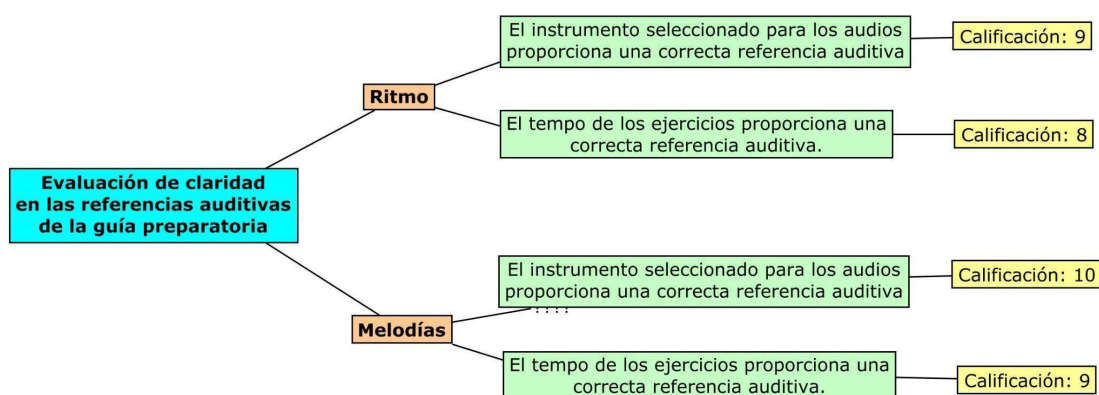 El instrumento seleccionado para los audios
proporciona una correcta referencia auditiva
Calificación: 9
Ritmo
El tempo de los ejercicios proporciona una
correcta referencia auditiva.
Calificación: 8
Evaluación de claridad
en las referencias auditivas
de la guía preparatoria
El instrumento seleccionado para los audios
proporciona una correcta referencia auditiva
Calificación: 10
Melodías
El tempo de los ejercicios proporciona una
correcta referencia auditiva.
Calificación: 9